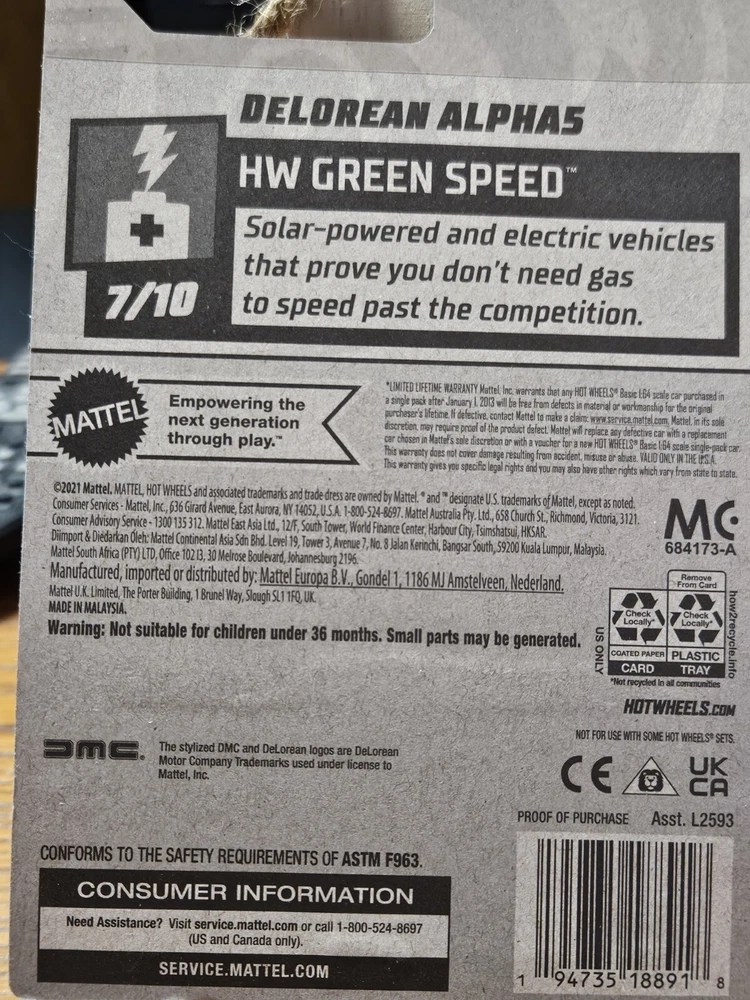 DELOREAN ALPHA5
HW GREEN SPEED™
Solar-powered and electric vehicles
that prove you don't need gas
to speed past the competition.
7/10
MATTEL
Empowering the
next generation
through play.™
*LIMITED LIFETIME WARRANTY Mattel, Inc. warrants that any HOT WHEELS® Basic 1:64 scale car purchased in
a single pack after January 1, 2013 will be free from defects in material or workmanship for the original
purchaser's lifetime. If defective, contact Mattel to make a claim: www.service.mattel.com. Mattel, in its sole
discretion, may require proof of the product defect. Mattel will replace any defective car with a replacement
car chosen in Mattel's sole discretion or with a voucher for a new HOT WHEELS® Basic 1:64 scale single-pack car.
This warranty does not cover damage resulting from accident, misuse or abuse. VALID ONLY IN THE U.S.A.
This warranty gives you specific legal rights and you may also have other rights which vary from state to state.
©2021 Mattel. MATTEL, HOT WHEELS and associated trademarks and trade dress are owned by Mattel. ® and ™ designate U.S. trademarks of Mattel, except as noted.
Consumer Services - Mattel, Inc., 636 Girard Avenue, East Aurora, NY 14052, U.S.A. 1-800-524-8697. Mattel Australia Pty. Ltd., 658 Church St., Richmond, Victoria, 3121.
Consumer Advisory Service - 1300 135 312. Mattel East Asia Ltd., 12/F, South Tower, World Finance Center, Harbour City, Tsimshatsui, HKSAR.
Diimport & Diedarkan Oleh: Mattel Continental Asia Sdn Bhd. Level 19, Tower 3, Avenue 7, No. 8 Jalan Kerinchi, Bangsar South, 59200 Kuala Lumpur, Malaysia.
Mattel South Africa (PTY) LTD, Office 102 I3, 30 Melrose Boulevard, Johannesburg 2196.
Manufactured, imported or distributed by: Mattel Europa B.V., Gondel 1, 1186 MJ Amstelveen, Nederland.
Mattel U.K. Limited, The Porter Building, 1 Brunel Way, Slough SL1 1FQ, UK.
MADE IN MALAYSIA.
Warning: Not suitable for children under 36 months. Small parts may be generated.
MC
684173-A
Remove
From Card
Check
Locally*
Check
Locally*
COATED PAPER
PLASTIC
CARD
TRAY
US ONLY
how2recycle.info
*Not recycled in all communities
HOTWHEELS.COM
NOT FOR USE WITH SOME HOT WHEELS® SETS.
DMC.
The stylized DMC and DeLorean logos are DeLorean
Motor Company Trademarks used under license to
Mattel, Inc.
CE
UK
CA
PROOF OF PURCHASE Asst. L2593
CONFORMS TO THE SAFETY REQUIREMENTS OF ASTM F963.
CONSUMER INFORMATION
Need Assistance? Visit service.mattel.com or call 1-800-524-8697
(US and Canada only).
SERVICE.MATTEL.COM
1 94735 18891 8